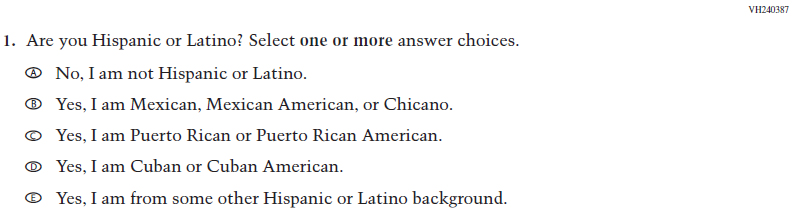 VH240387
1. Are you Hispanic or Latino? Select one or more answer choices.
A No, I am not Hispanic or Latino.
B Yes, I am Mexican, Mexican American, or Chicano.
C Yes, I am Puerto Rican or Puerto Rican American.
D Yes, I am Cuban or Cuban American.
E Yes, I am from some other Hispanic or Latino background.